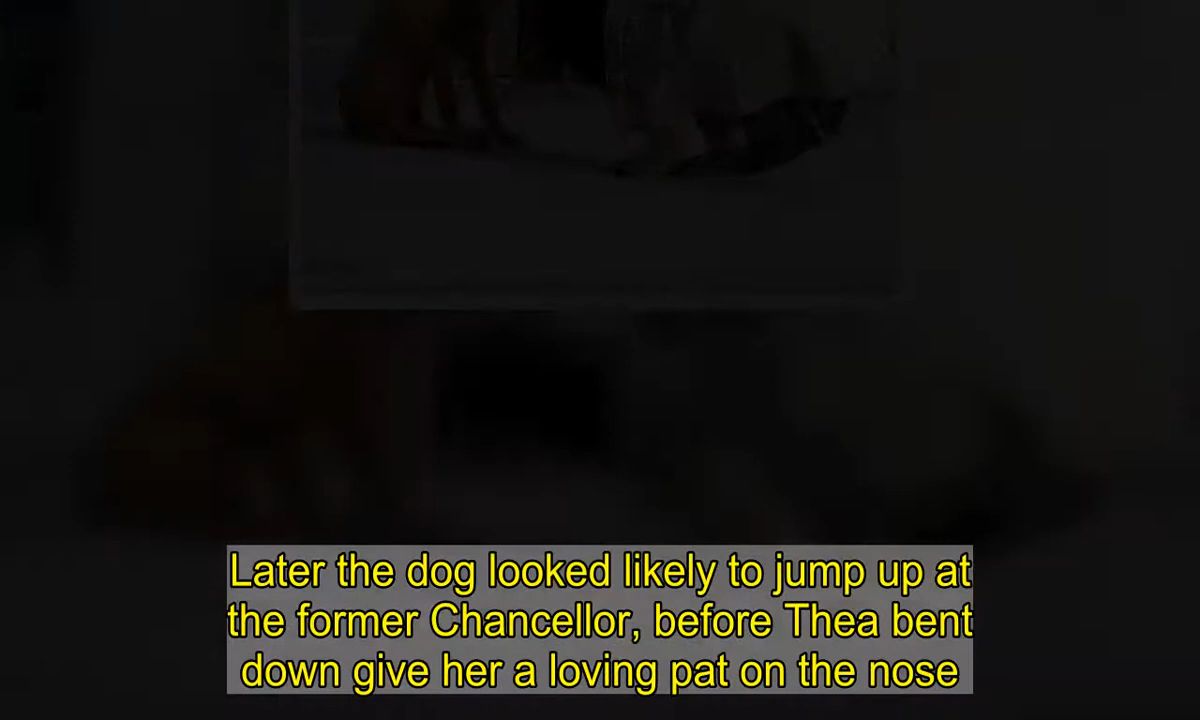 Later the dog looked likely to jump up at
the former Chancellor, before Thea bent
down give her a loving pat on the nose